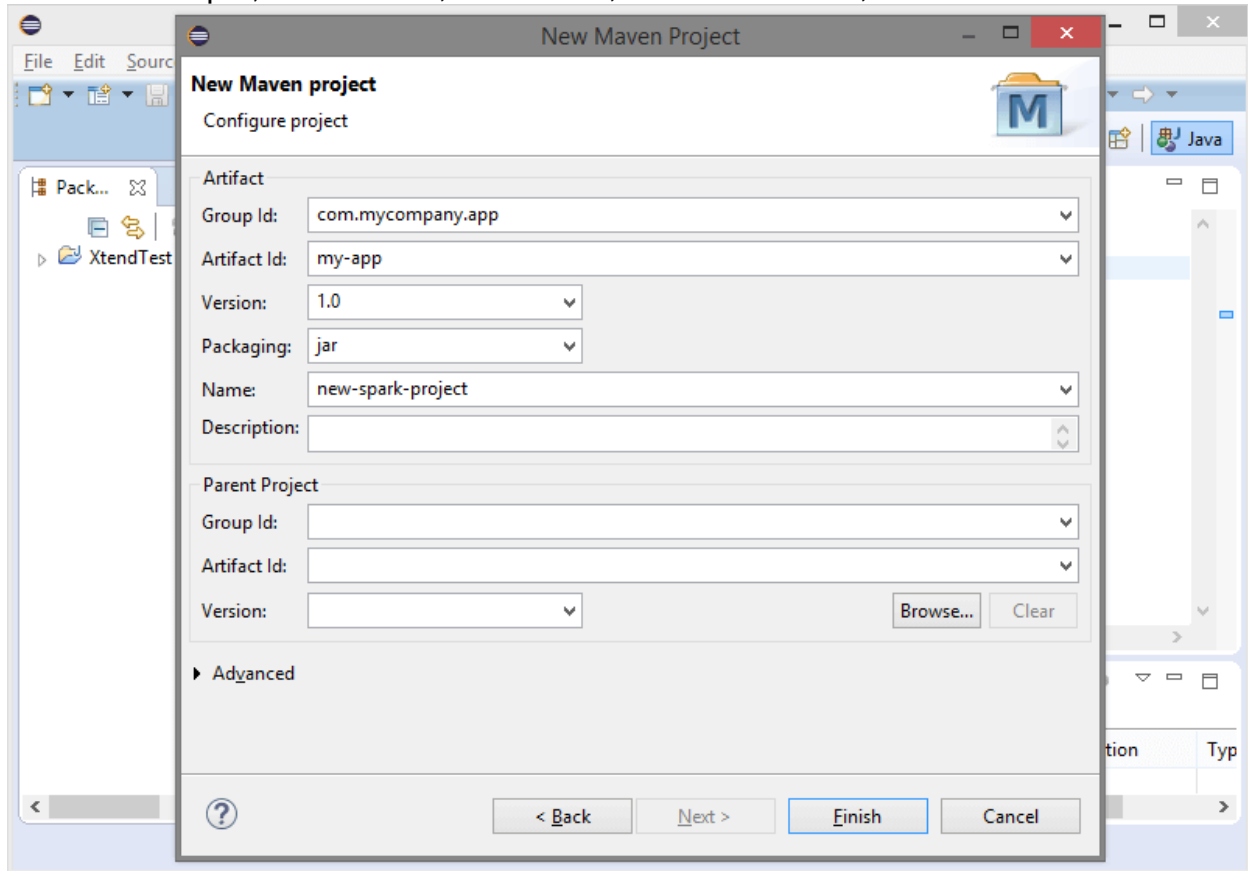 New Maven Project
File Edit Sourc
New Maven project
Configure project
M
Java
Pack...
XtendTest
Artifact
Group Id: com.mycompany.app
Artifact Id: my-app
Version: 1.0
Packaging: jar
Name: new-spark-project
Description:
Parent Project
Group Id:
Artifact Id:
Version:
Browse... Clear
Advanced
tion Typ
? < Back Next > Finish Cancel